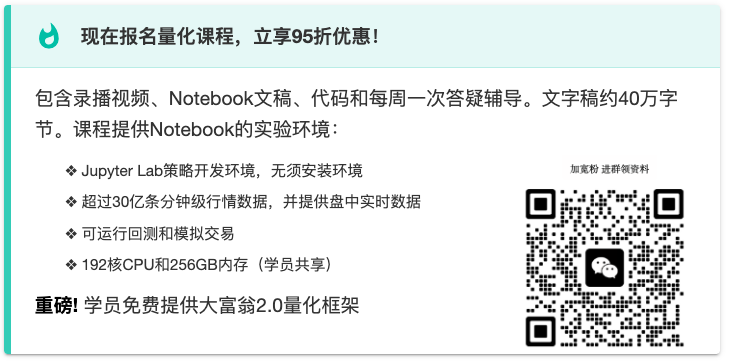 现在报名量化课程，立享95折优惠！
包含录播视频、Notebook文稿、代码和每周一次答疑辅导。文字稿约40万字
节。课程提供Notebook的实验环境：
❖ Jupyter Lab策略开发环境，无须安装环境
❖ 超过30亿条分钟级行情数据，并提供盘中实时数据
❖ 可运行回测和模拟交易
❖ 192核CPU和256GB内存（学员共享）
加宽粉 进群领资料
重磅! 学员免费提供大富翁2.0量化框架